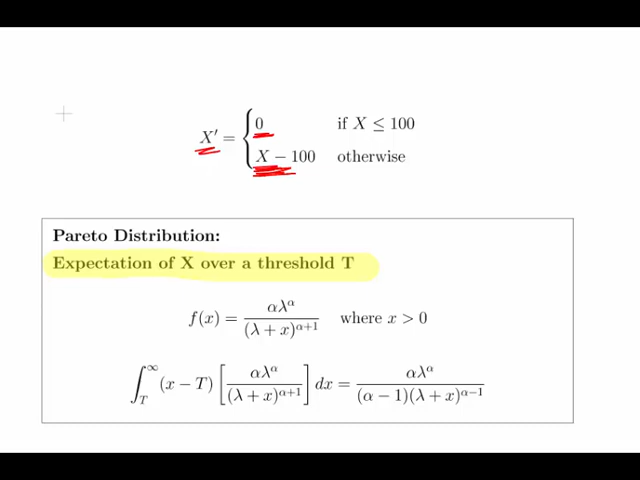 X′ = { 0 if X ≤ 100
X − 100 otherwise
Pareto Distribution:
Expectation of X over a threshold T
f(x) = αλ^α / (λ + x)^{α+1} where x > 0
∫_T^∞ (x − T) [ αλ^α / (λ + x)^{α+1} ] dx = αλ^α / (α − 1)(λ + x)^{α−1}